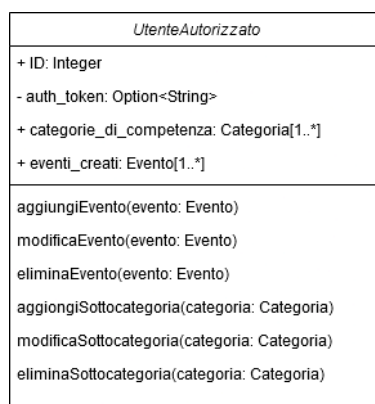 UtenteAutorizzato
+ ID: Integer
- auth_token: Option<String>
+ categorie_di_competenza: Categoria[1..*]
+ eventi_creati: Evento[1..*]
aggiungiEvento(evento: Evento)
modificaEvento(evento: Evento)
eliminaEvento(evento: Evento)
aggiongiSottocategoria(categoria: Categoria)
modificaSottocategoria(categoria: Categoria)
eliminaSottocategoria(categoria: Categoria)